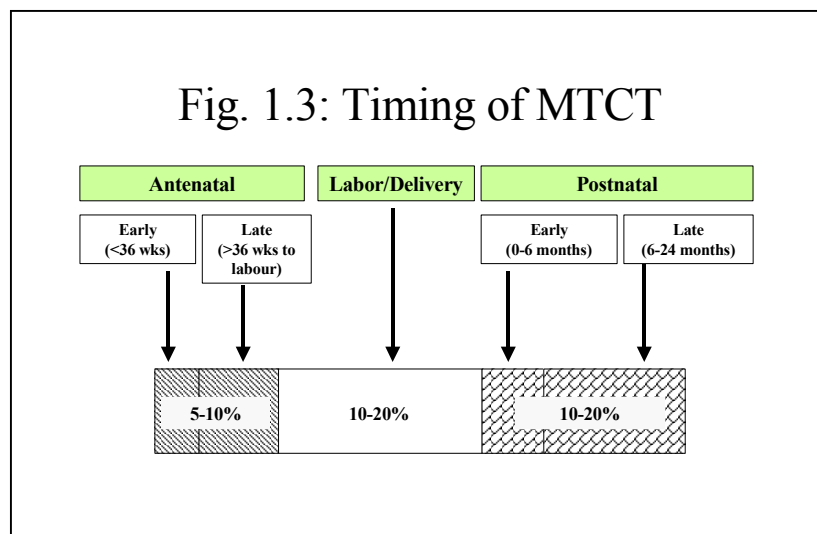 Fig. 1.3: Timing of MTCT
Antenatal
Labor/Delivery
Postnatal
Early
(<36 wks)
Late
(>36 wks to
labour)
Early
(0-6 months)
Late
(6-24 months)
5-10%
10-20%
10-20%